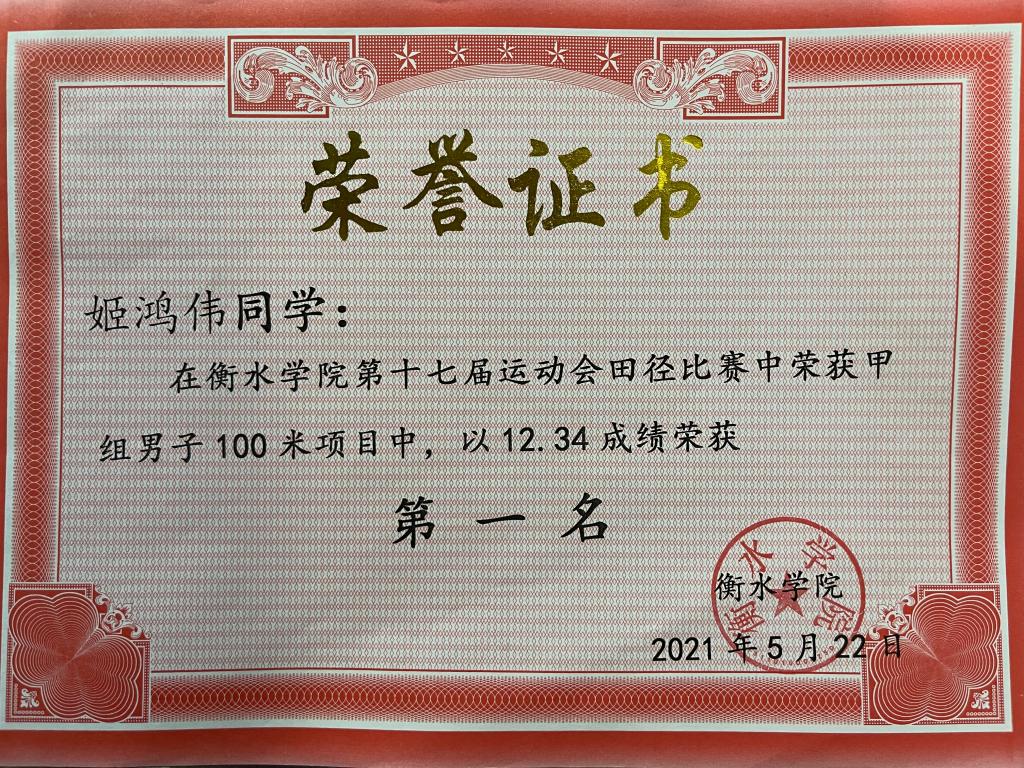 荣誉证书
姬鸿伟同学：
在衡水学院第十七届运动会田径比赛中荣获甲
组男子100米项目中，以12.34成绩荣获
第一名
衡水学院
衡水学院
2021年5月22日